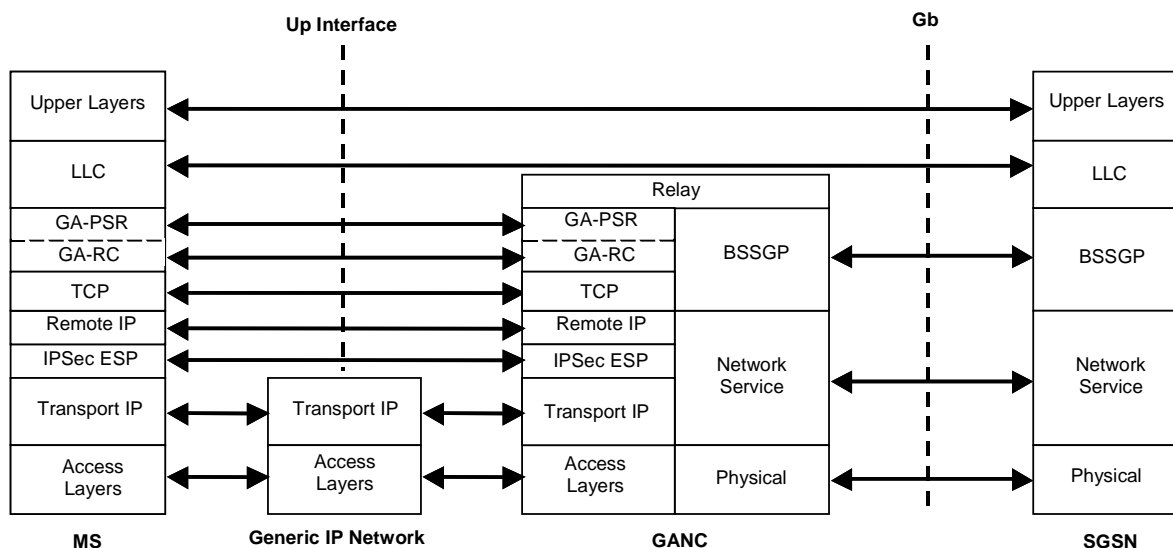 Up Interface
Gb
Upper Layers
Upper Layers
LLC
LLC
Relay
GA-PSR
GA-PSR
GA-RC
GA-RC
BSSGP
BSSGP
TCP
TCP
Remote IP
Remote IP
IPSec ESP
IPSec ESP
Network
Service
Network
Service
Transport IP
Transport IP
Transport IP
Access
Layers
Access
Layers
Access
Layers
Physical
Physical
MS
Generic IP Network
GANC
SGSN